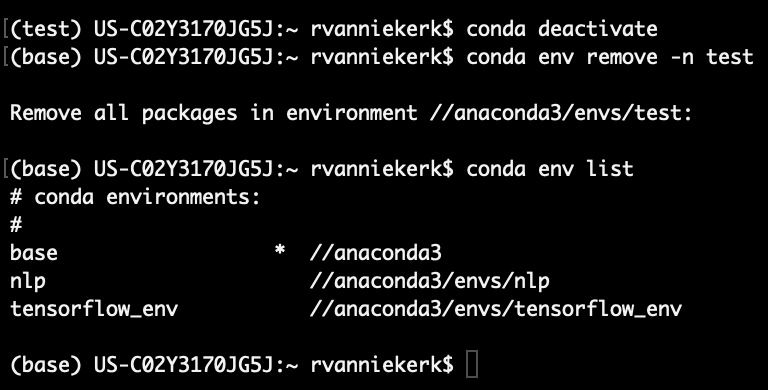 [(test) US-C02Y3170JG5J:~ rvanniekerk$ conda deactivate
[(base) US-C02Y3170JG5J:~ rvanniekerk$ conda env remove -n test
Remove all packages in environment //anaconda3/envs/test:
[(base) US-C02Y3170JG5J:~ rvanniekerk$ conda env list
# conda environments:
#
base * //anaconda3
nlp //anaconda3/envs/nlp
tensorflow_env //anaconda3/envs/tensorflow_env
(base) US-C02Y3170JG5J:~ rvanniekerk$